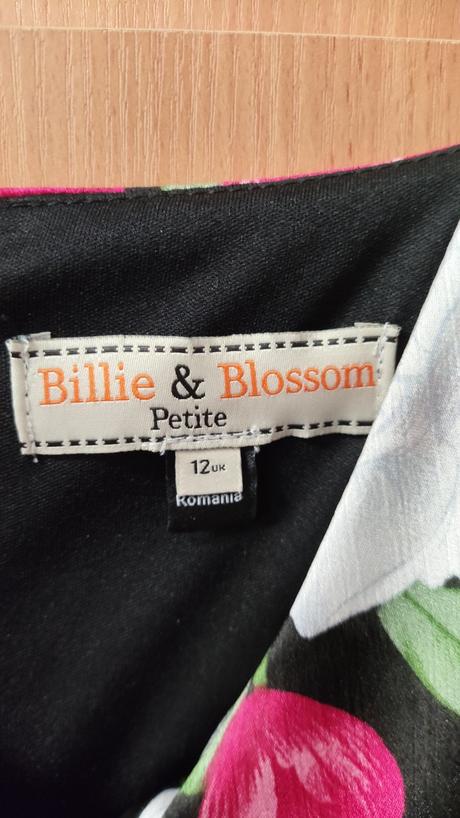 Billie & Blossom
Petite
12UK
Romania